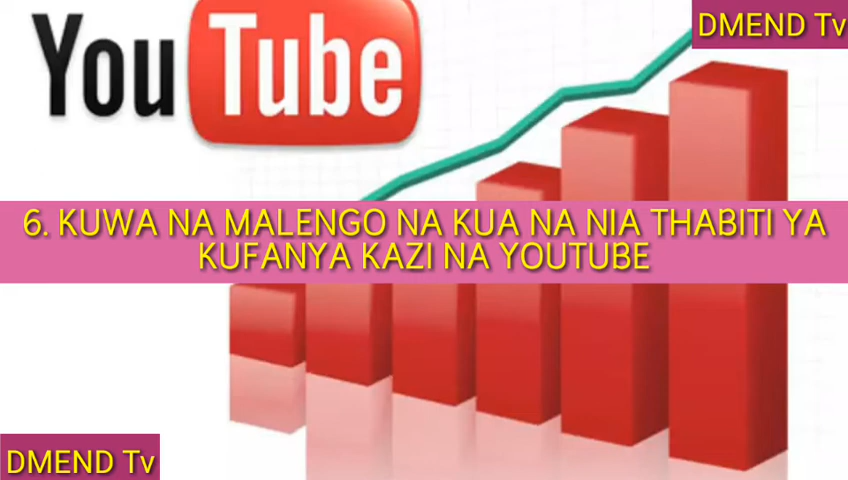 YouTube
DMEND Tv
6. KUWA NA MALENGO NA KUA NA NIA THABITI YA
KUFANYA KAZI NA YOUTUBE
DMEND Tv